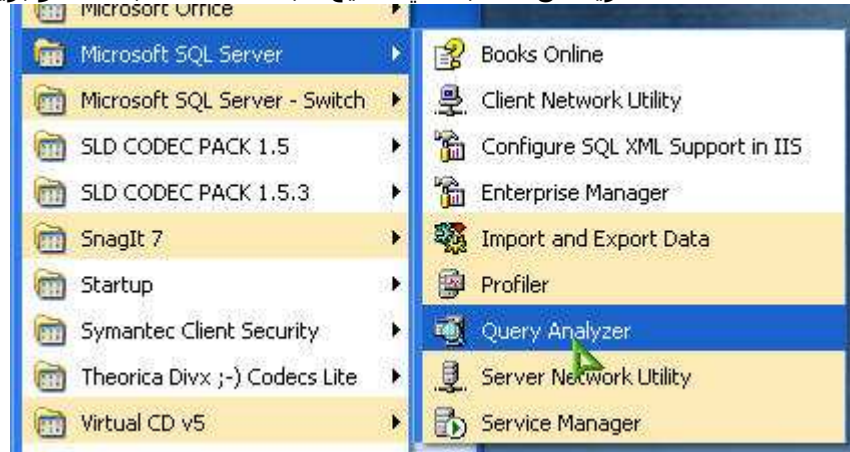 Microsoft Office
Microsoft SQL Server
Microsoft SQL Server - Switch
SLD CODEC PACK 1.5
SLD CODEC PACK 1.5.3
SnagIt 7
Startup
Symantec Client Security
Theorica Divx ;-) Codecs Lite
Virtual CD v5
Books Online
Client Network Utility
Configure SQL XML Support in IIS
Enterprise Manager
Import and Export Data
Profiler
Query Analyzer
Server Network Utility
Service Manager